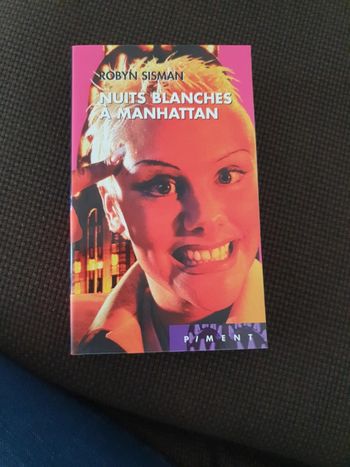 ROBYN SISMAN
NUITS BLANCHES
À MANHATTAN
PIMENT